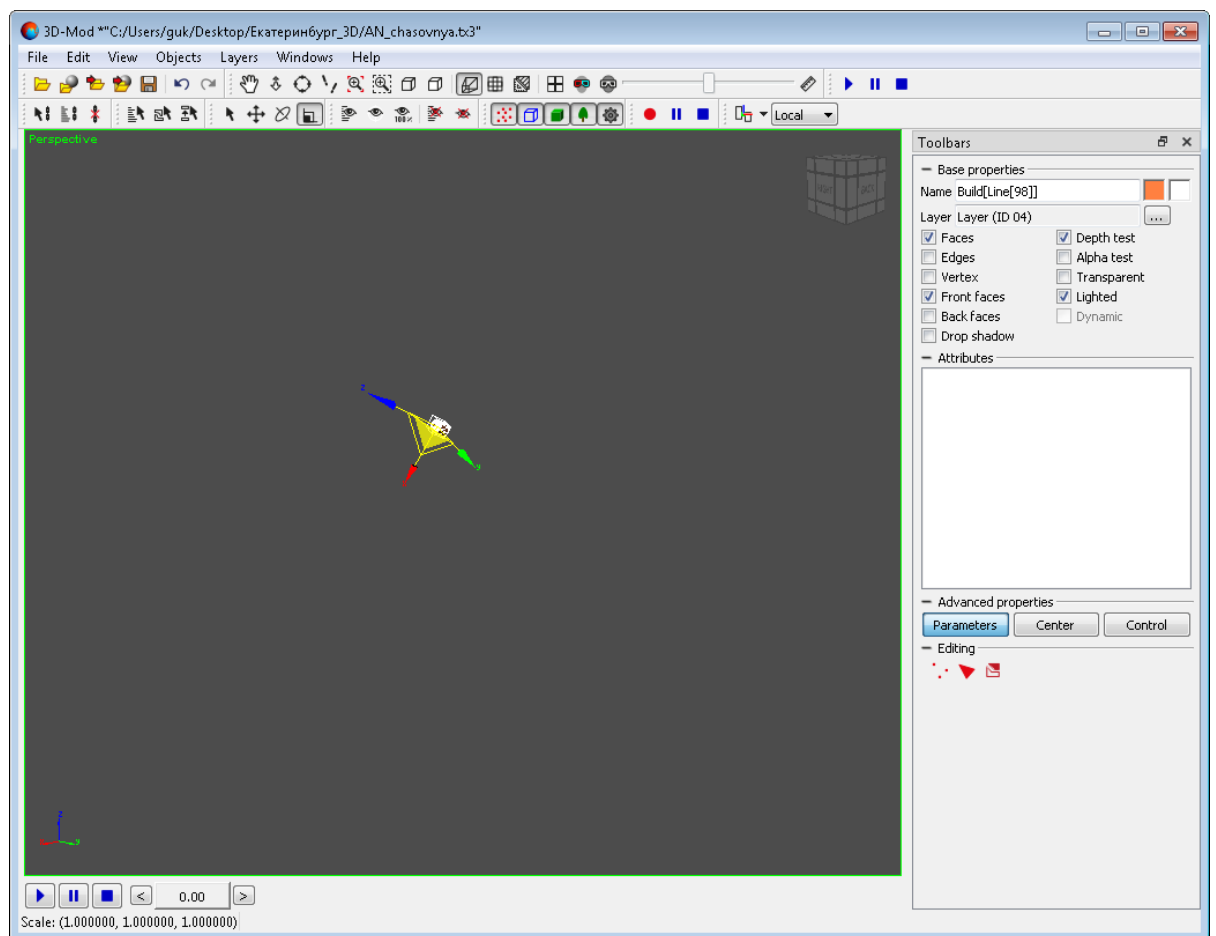 3D-Mod *"C:/Users/guk/Desktop/Екатеринбург_3D/AN_chasovnya.tx3"
File Edit View Objects Layers Windows Help
100%
Local
Perspective
Toolbars
Base properties
Name Build[Line[98]]
Layer Layer (ID 04) ...
Faces Depth test
Edges Alpha test
Vertex Transparent
Front faces Lighted
Back faces Dynamic
Drop shadow
Attributes
z
y
Advanced properties
Parameters Center Control
Editing
z
x y
< 0.00 >
Scale: (1.000000, 1.000000, 1.000000)